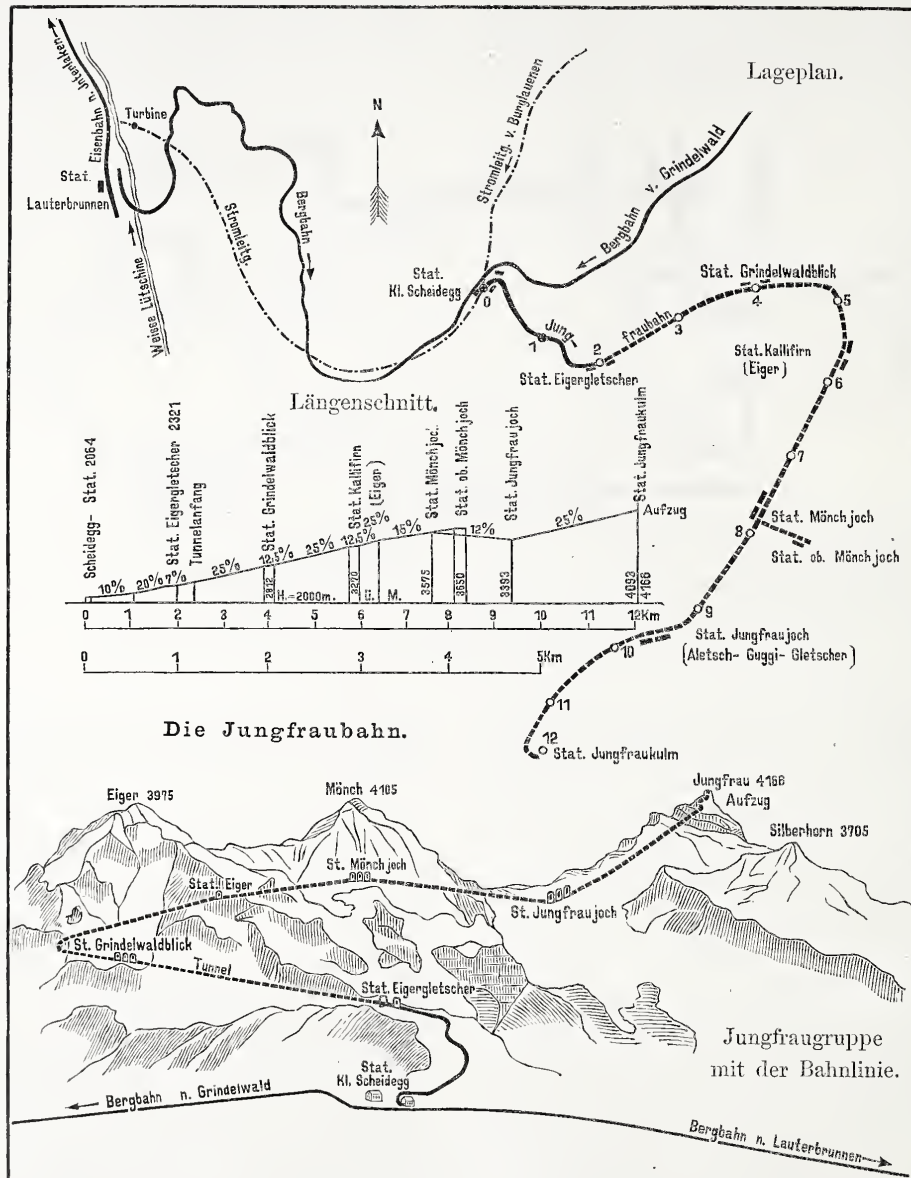 Lageplan.
Eisenbahn n. Interlaken
Turbine
N
Stromleitg. v. Burglauenen
Stat.
Lauterbrunnen
Bergbahn
Bergbahn v. Grindelwald
Stromleitg.
Weisse Lütschine
Stat.
Kl. Scheidegg
0
Stat. Grindelwaldblick
4
5
3
Jung-
fraubahn
1
2
Stat. Eigergletscher
Stat. Kallifirn
(Eiger)
6
7
8
Stat. Mönchjoch
Stat. ob. Mönchjoch
9
Stat. Jungfraujoch
(Aletsch- Guggi- Gletscher)
10
11
12
Stat. Jungfraukulm
Längenschnitt.
Scheidegg- Stat. 2064
Stat. Eigergletscher 2321
Tunnelanfang
Stat. Grindelwaldblick
Stat. Kallifirn
(Eiger)
Stat. Mönchjoc.
Stat. ob. Mönchjoch
Stat. Jungfraujoch
Stat. Jungfraukulm
Aufzug
10% 20% 7% 25% 12,5% 25% 12,5% 25% 16% 12% 25%
2812 H.=2000m. 3270 ü. M. 3575 3650 3393 4093 4166
0 1 2 3 4 5 6 7 8 9 10 11 12Km
0 1 2 3 4 5Km
Die Jungfraubahn.
Eiger 3975
Mönch 4105
Jungfrau 4166
Aufzug
Silberhorn 3705
St. Mönchjoch
Stat. Eiger
St. Jungfraujoch
St. Grindelwaldblick
Tunnel
Stat. Eigergletscher
Jungfraugruppe
mit der Bahnlinie.
Stat.
Kl. Scheidegg
Bergbahn n. Grindelwald
Bergbahn n. Lauterbrunnen